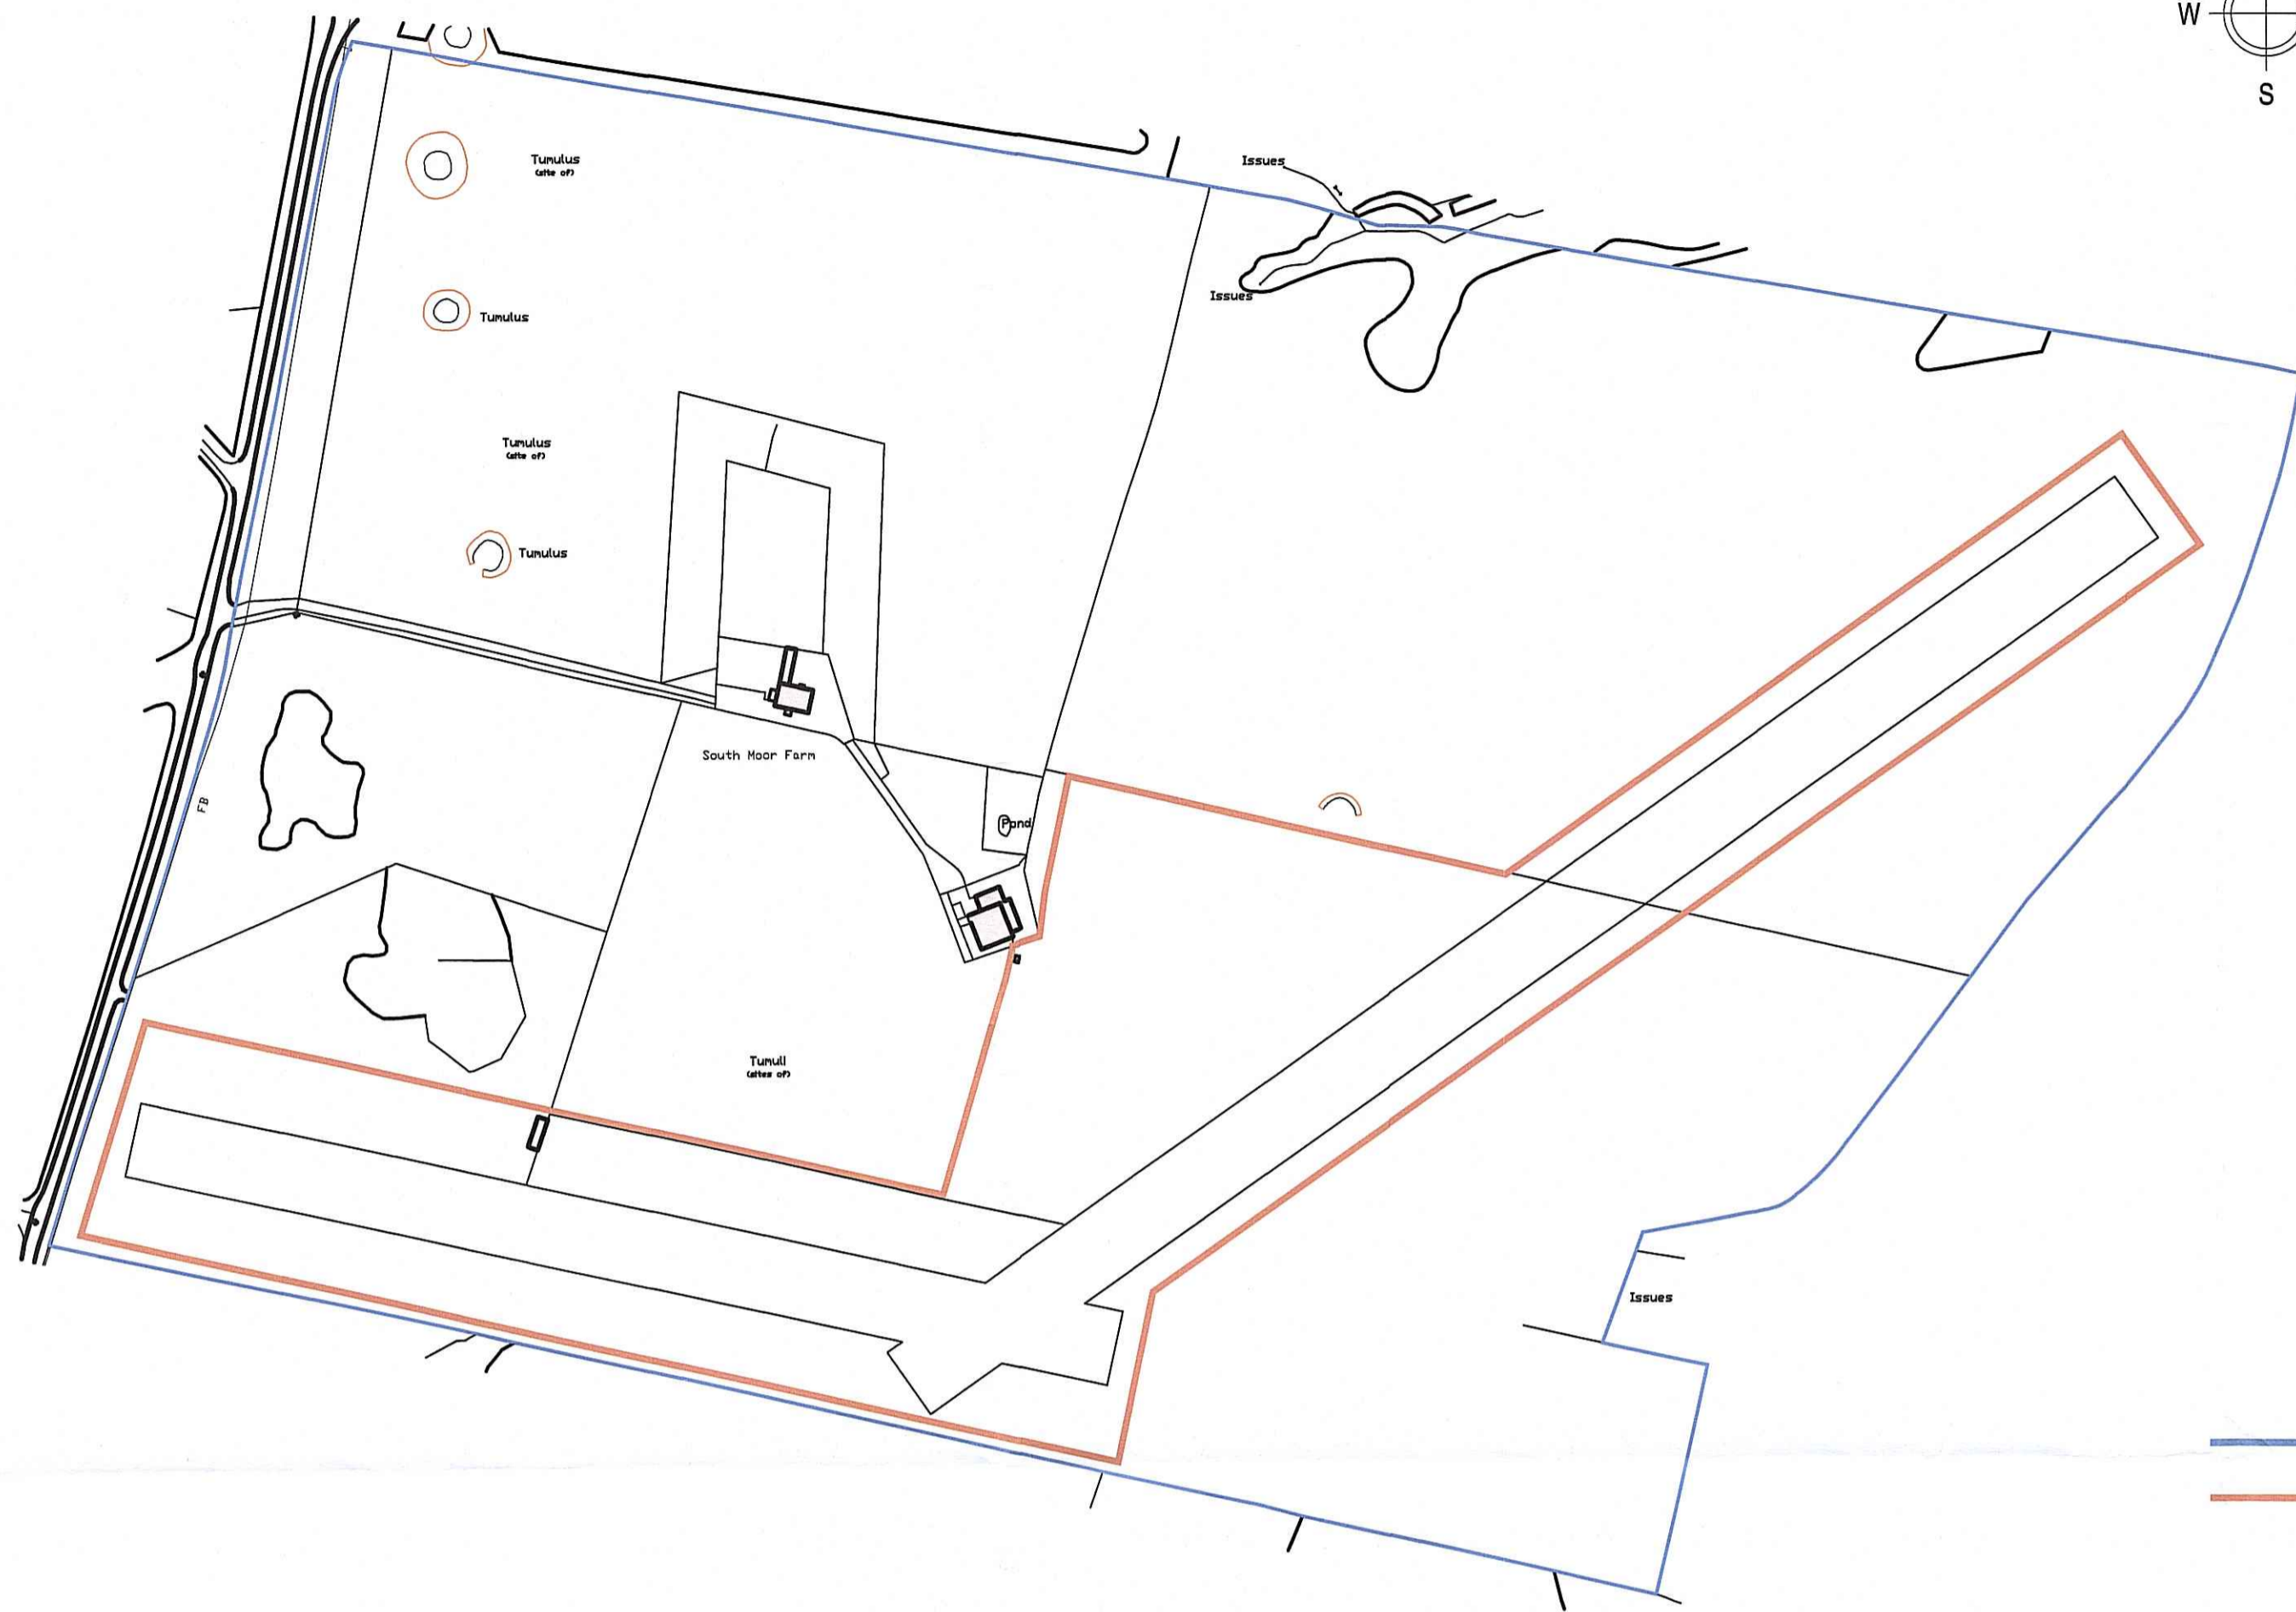 W
S
Issues
Tumulus
(site of)
Issues
Tumulus
Tumulus
(site of)
Tumulus
South Moor Farm
FB
Pond
Tumuli
(sites of)
Issues